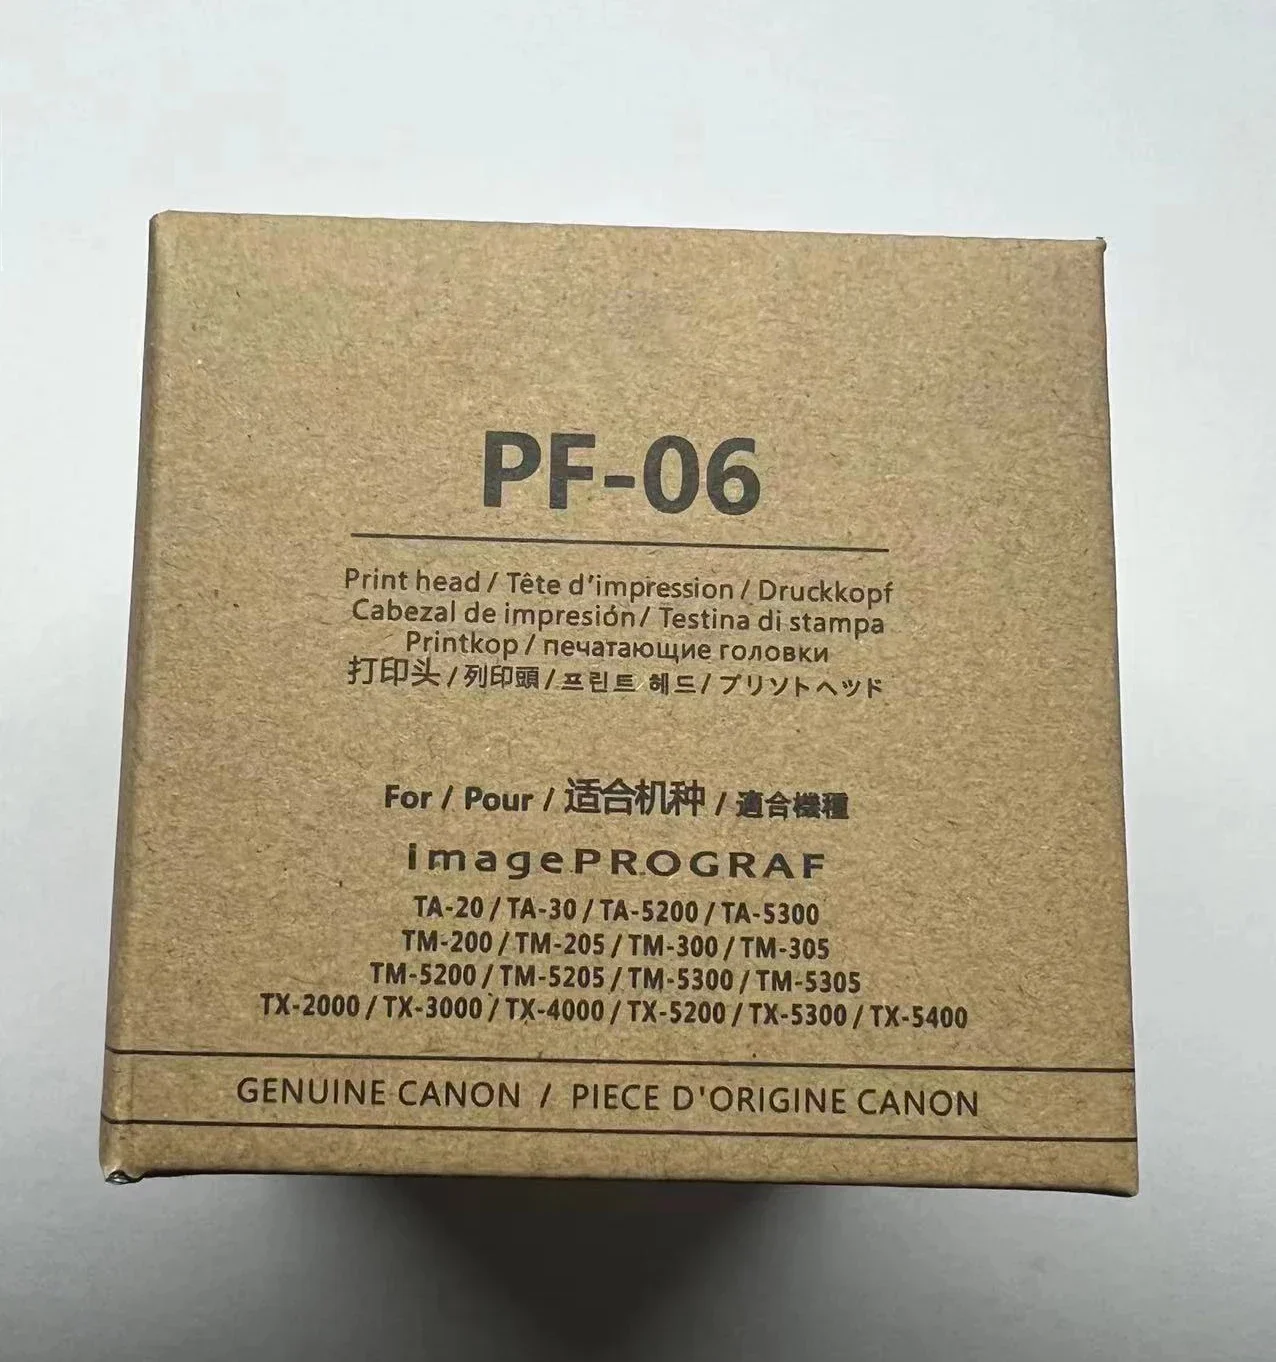 PF-06
Print head / Tête d'impression / Druckkopf
Cabezal de impresión / Testina di stampa
Printkop / печатающие головки
打印头 / 列印頭 / 프린트 헤드 / プリソトヘッド
For / Pour / 适合机种 / 適合機種
imagePROGRAF
TA-20 / TA-30 / TA-5200 / TA-5300
TM-200 / TM-205 / TM-300 / TM-305
TM-5200 / TM-5205 / TM-5300 / TM-5305
TX-2000 / TX-3000 / TX-4000 / TX-5200 / TX-5300 / TX-5400
GENUINE CANON / PIECE D'ORIGINE CANON